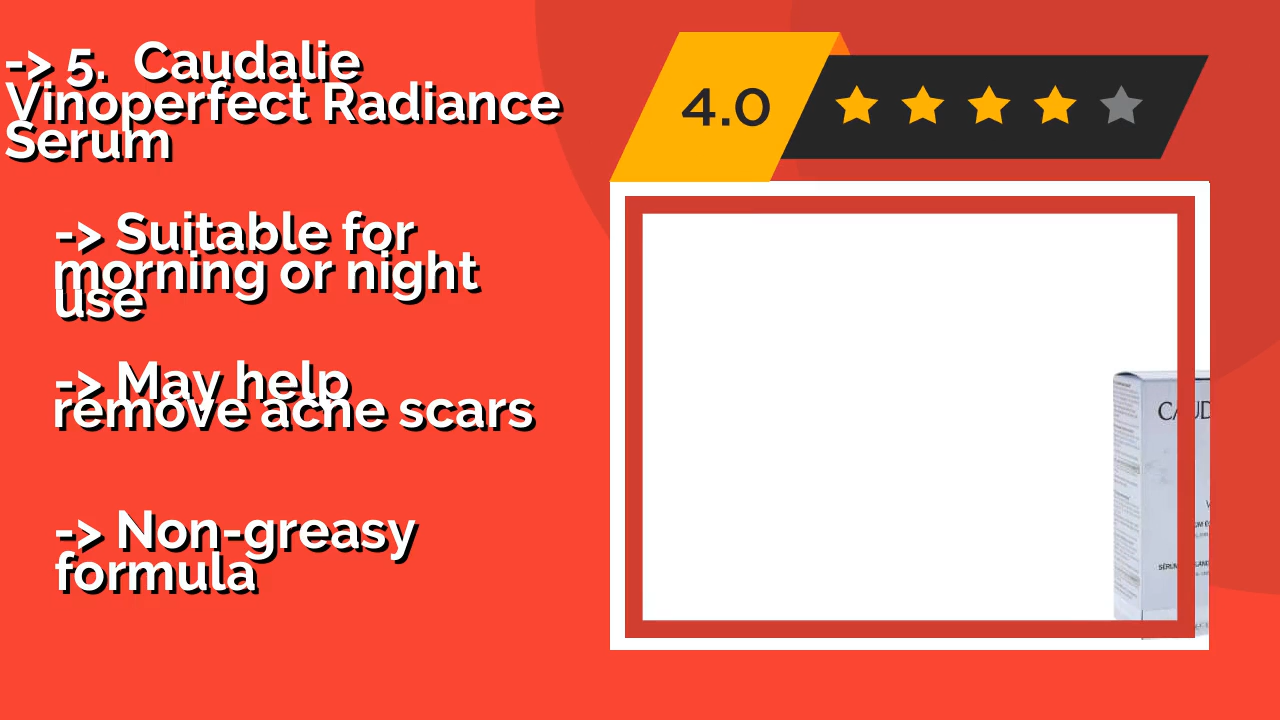 -> 5.  Caudalie
Vinoperfect Radiance
Serum
4.0
-> Suitable for
morning or night
use
-> May help
remove acne scars
-> Non-greasy
formula
CAUD